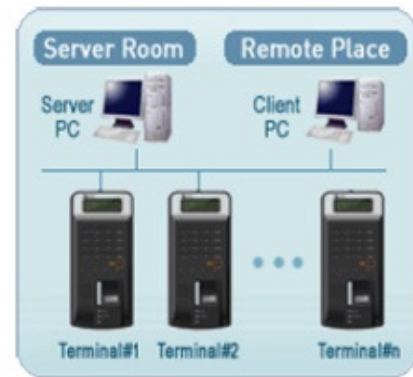 Server Room
Remote Place
Server
PC
Client
PC
Terminal#1
Terminal#2
Terminal#n